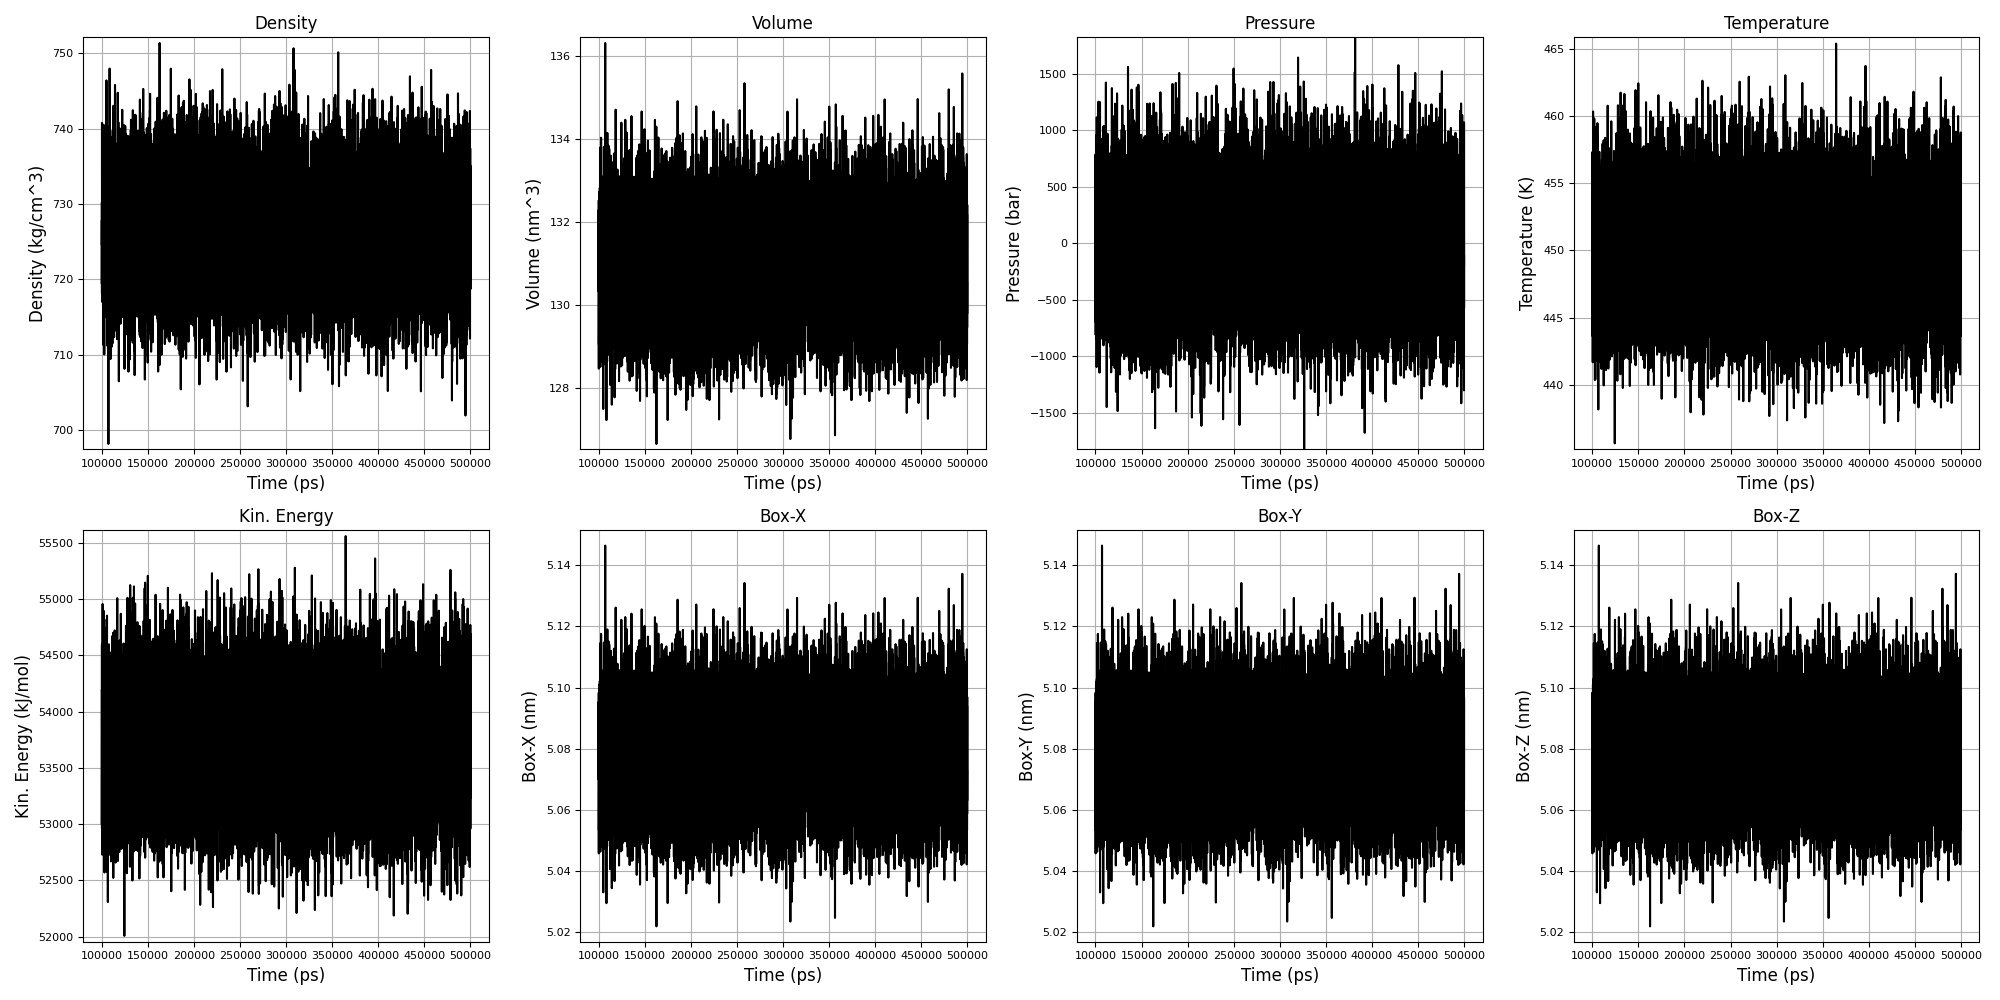 Density
Volume
Pressure
Temperature
750
740
730
720
710
700
Density (kg/cm^3)
100000 150000 200000 250000 300000 350000 400000 450000 500000
Time (ps)
136
134
132
130
128
Volume (nm^3)
100000 150000 200000 250000 300000 350000 400000 450000 500000
Time (ps)
1500
1000
500
0
−500
−1000
−1500
Pressure (bar)
100000 150000 200000 250000 300000 350000 400000 450000 500000
Time (ps)
465
460
455
450
445
440
Temperature (K)
100000 150000 200000 250000 300000 350000 400000 450000 500000
Time (ps)
Kin. Energy
Box-X
Box-Y
Box-Z
55500
55000
54500
54000
53500
53000
52500
52000
Kin. Energy (kJ/mol)
100000 150000 200000 250000 300000 350000 400000 450000 500000
Time (ps)
5.14
5.12
5.10
5.08
5.06
5.04
5.02
Box-X (nm)
100000 150000 200000 250000 300000 350000 400000 450000 500000
Time (ps)
5.14
5.12
5.10
5.08
5.06
5.04
5.02
Box-Y (nm)
100000 150000 200000 250000 300000 350000 400000 450000 500000
Time (ps)
5.14
5.12
5.10
5.08
5.06
5.04
5.02
Box-Z (nm)
100000 150000 200000 250000 300000 350000 400000 450000 500000
Time (ps)